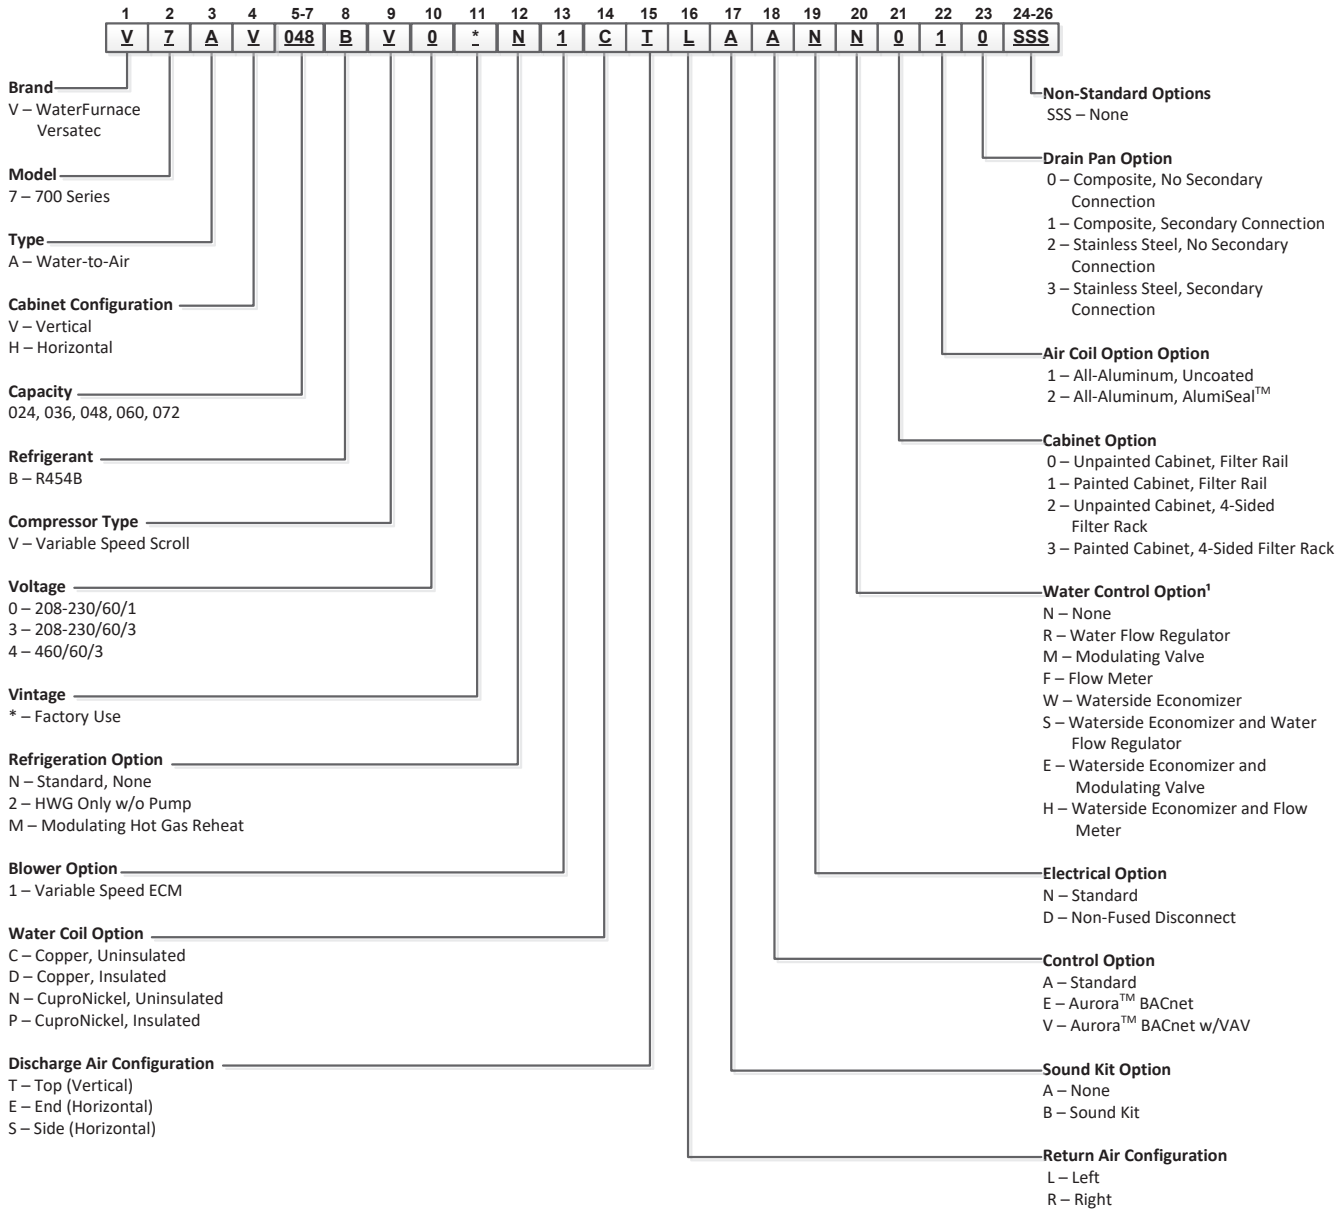 1 2 3 4 5-7 8 9 10 11 12 13 14 15 16 17 18 19 20 21 22 23 24-26
V 7 A V 048 B V 0 * N 1 C T L A A N N 0 1 0 SSS
Brand
V – WaterFurnace
Versatec
Model
7 – 700 Series
Type
A – Water-to-Air
Cabinet Configuration
V – Vertical
H – Horizontal
Capacity
024, 036, 048, 060, 072
Refrigerant
B – R454B
Compressor Type
V – Variable Speed Scroll
Voltage
0 – 208-230/60/1
3 – 208-230/60/3
4 – 460/60/3
Vintage
* – Factory Use
Refrigeration Option
N – Standard, None
2 – HWG Only w/o Pump
M – Modulating Hot Gas Reheat
Blower Option
1 – Variable Speed ECM
Water Coil Option
C – Copper, Uninsulated
D – Copper, Insulated
N – CuproNickel, Uninsulated
P – CuproNickel, Insulated
Discharge Air Configuration
T – Top (Vertical)
E – End (Horizontal)
S – Side (Horizontal)
Non-Standard Options
SSS – None
Drain Pan Option
0 – Composite, No Secondary
Connection
1 – Composite, Secondary Connection
2 – Stainless Steel, No Secondary
Connection
3 – Stainless Steel, Secondary
Connection
Air Coil Option Option
1 – All-Aluminum, Uncoated
2 – All-Aluminum, AlumiSeal™
Cabinet Option
0 – Unpainted Cabinet, Filter Rail
1 – Painted Cabinet, Filter Rail
2 – Unpainted Cabinet, 4-Sided
Filter Rack
3 – Painted Cabinet, 4-Sided Filter Rack
Water Control Option¹
N – None
R – Water Flow Regulator
M – Modulating Valve
F – Flow Meter
W – Waterside Economizer
S – Waterside Economizer and Water
Flow Regulator
E – Waterside Economizer and
Modulating Valve
H – Waterside Economizer and Flow
Meter
Electrical Option
N – Standard
D – Non-Fused Disconnect
Control Option
A – Standard
E – Aurora™ BACnet
V – Aurora™ BACnet w/VAV
Sound Kit Option
A – None
B – Sound Kit
Return Air Configuration
L – Left
R – Right